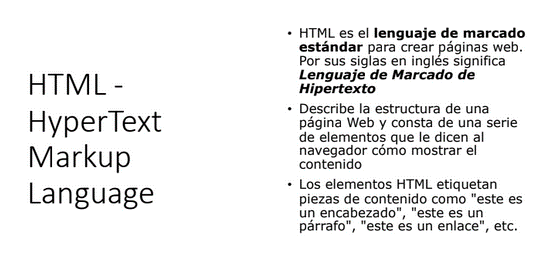 HTML -
HyperText
Markup
Language
• HTML es el lenguaje de marcado
estándar para crear páginas web.
Por sus siglas en inglés significa
Lenguaje de Marcado de
Hipertexto
• Describe la estructura de una
página Web y consta de una serie
de elementos que le dicen al
navegador cómo mostrar el
contenido
• Los elementos HTML etiquetan
piezas de contenido como "este es
un encabezado", "este es un
párrafo", "este es un enlace", etc.